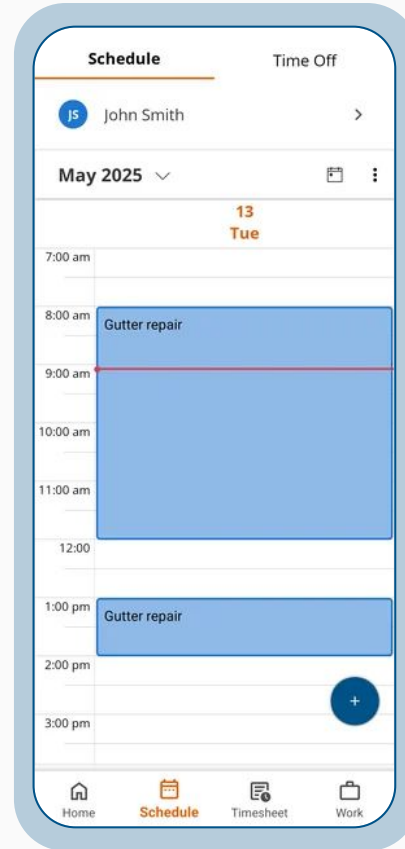 Schedule Time Off
JS John Smith
May 2025
13
Tue
7:00 am
8:00 am
Gutter repair
9:00 am
10:00 am
11:00 am
12:00
1:00 pm
Gutter repair
2:00 pm
+
3:00 pm
Home Schedule Timesheet Work